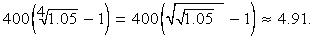 400(∜1.05 − 1) = 400(√√1.05 − 1) ≈ 4.91.